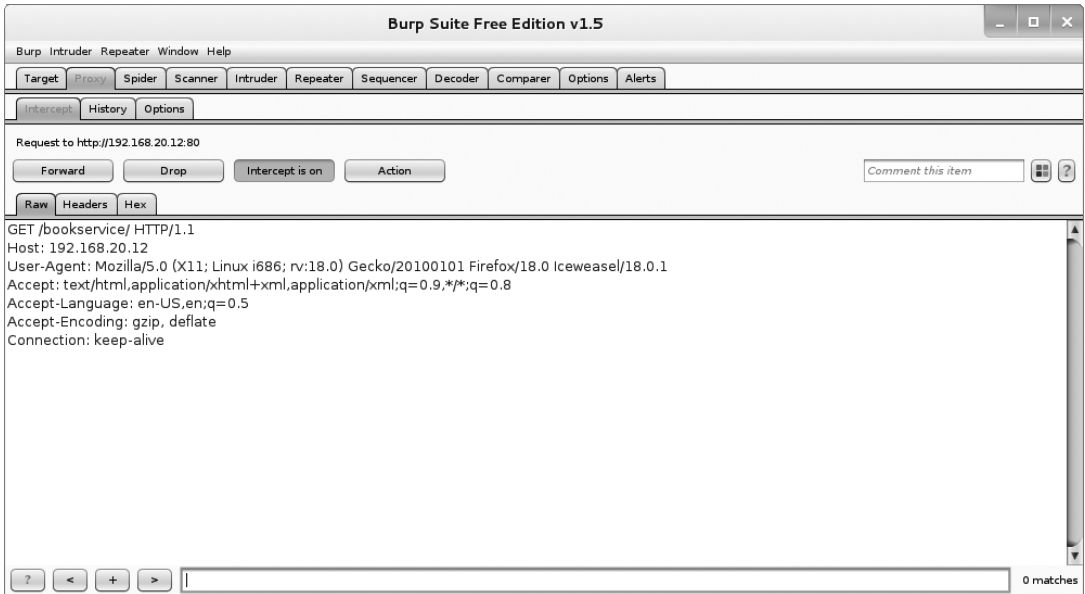 Burp Suite Free Edition v1.5
Burp Intruder Repeater Window Help
Target Proxy Spider Scanner Intruder Repeater Sequencer Decoder Comparer Options Alerts
Intercept History Options
Request to http://192.168.20.12:80
Forward Drop Intercept is on Action Comment this item ?
Raw Headers Hex
GET /bookservice/ HTTP/1.1
Host: 192.168.20.12
User-Agent: Mozilla/5.0 (X11; Linux i686; rv:18.0) Gecko/20100101 Firefox/18.0 Iceweasel/18.0.1
Accept: text/html,application/xhtml+xml,application/xml;q=0.9,*/*;q=0.8
Accept-Language: en-US,en;q=0.5
Accept-Encoding: gzip, deflate
Connection: keep-alive
? < + > 0 matches